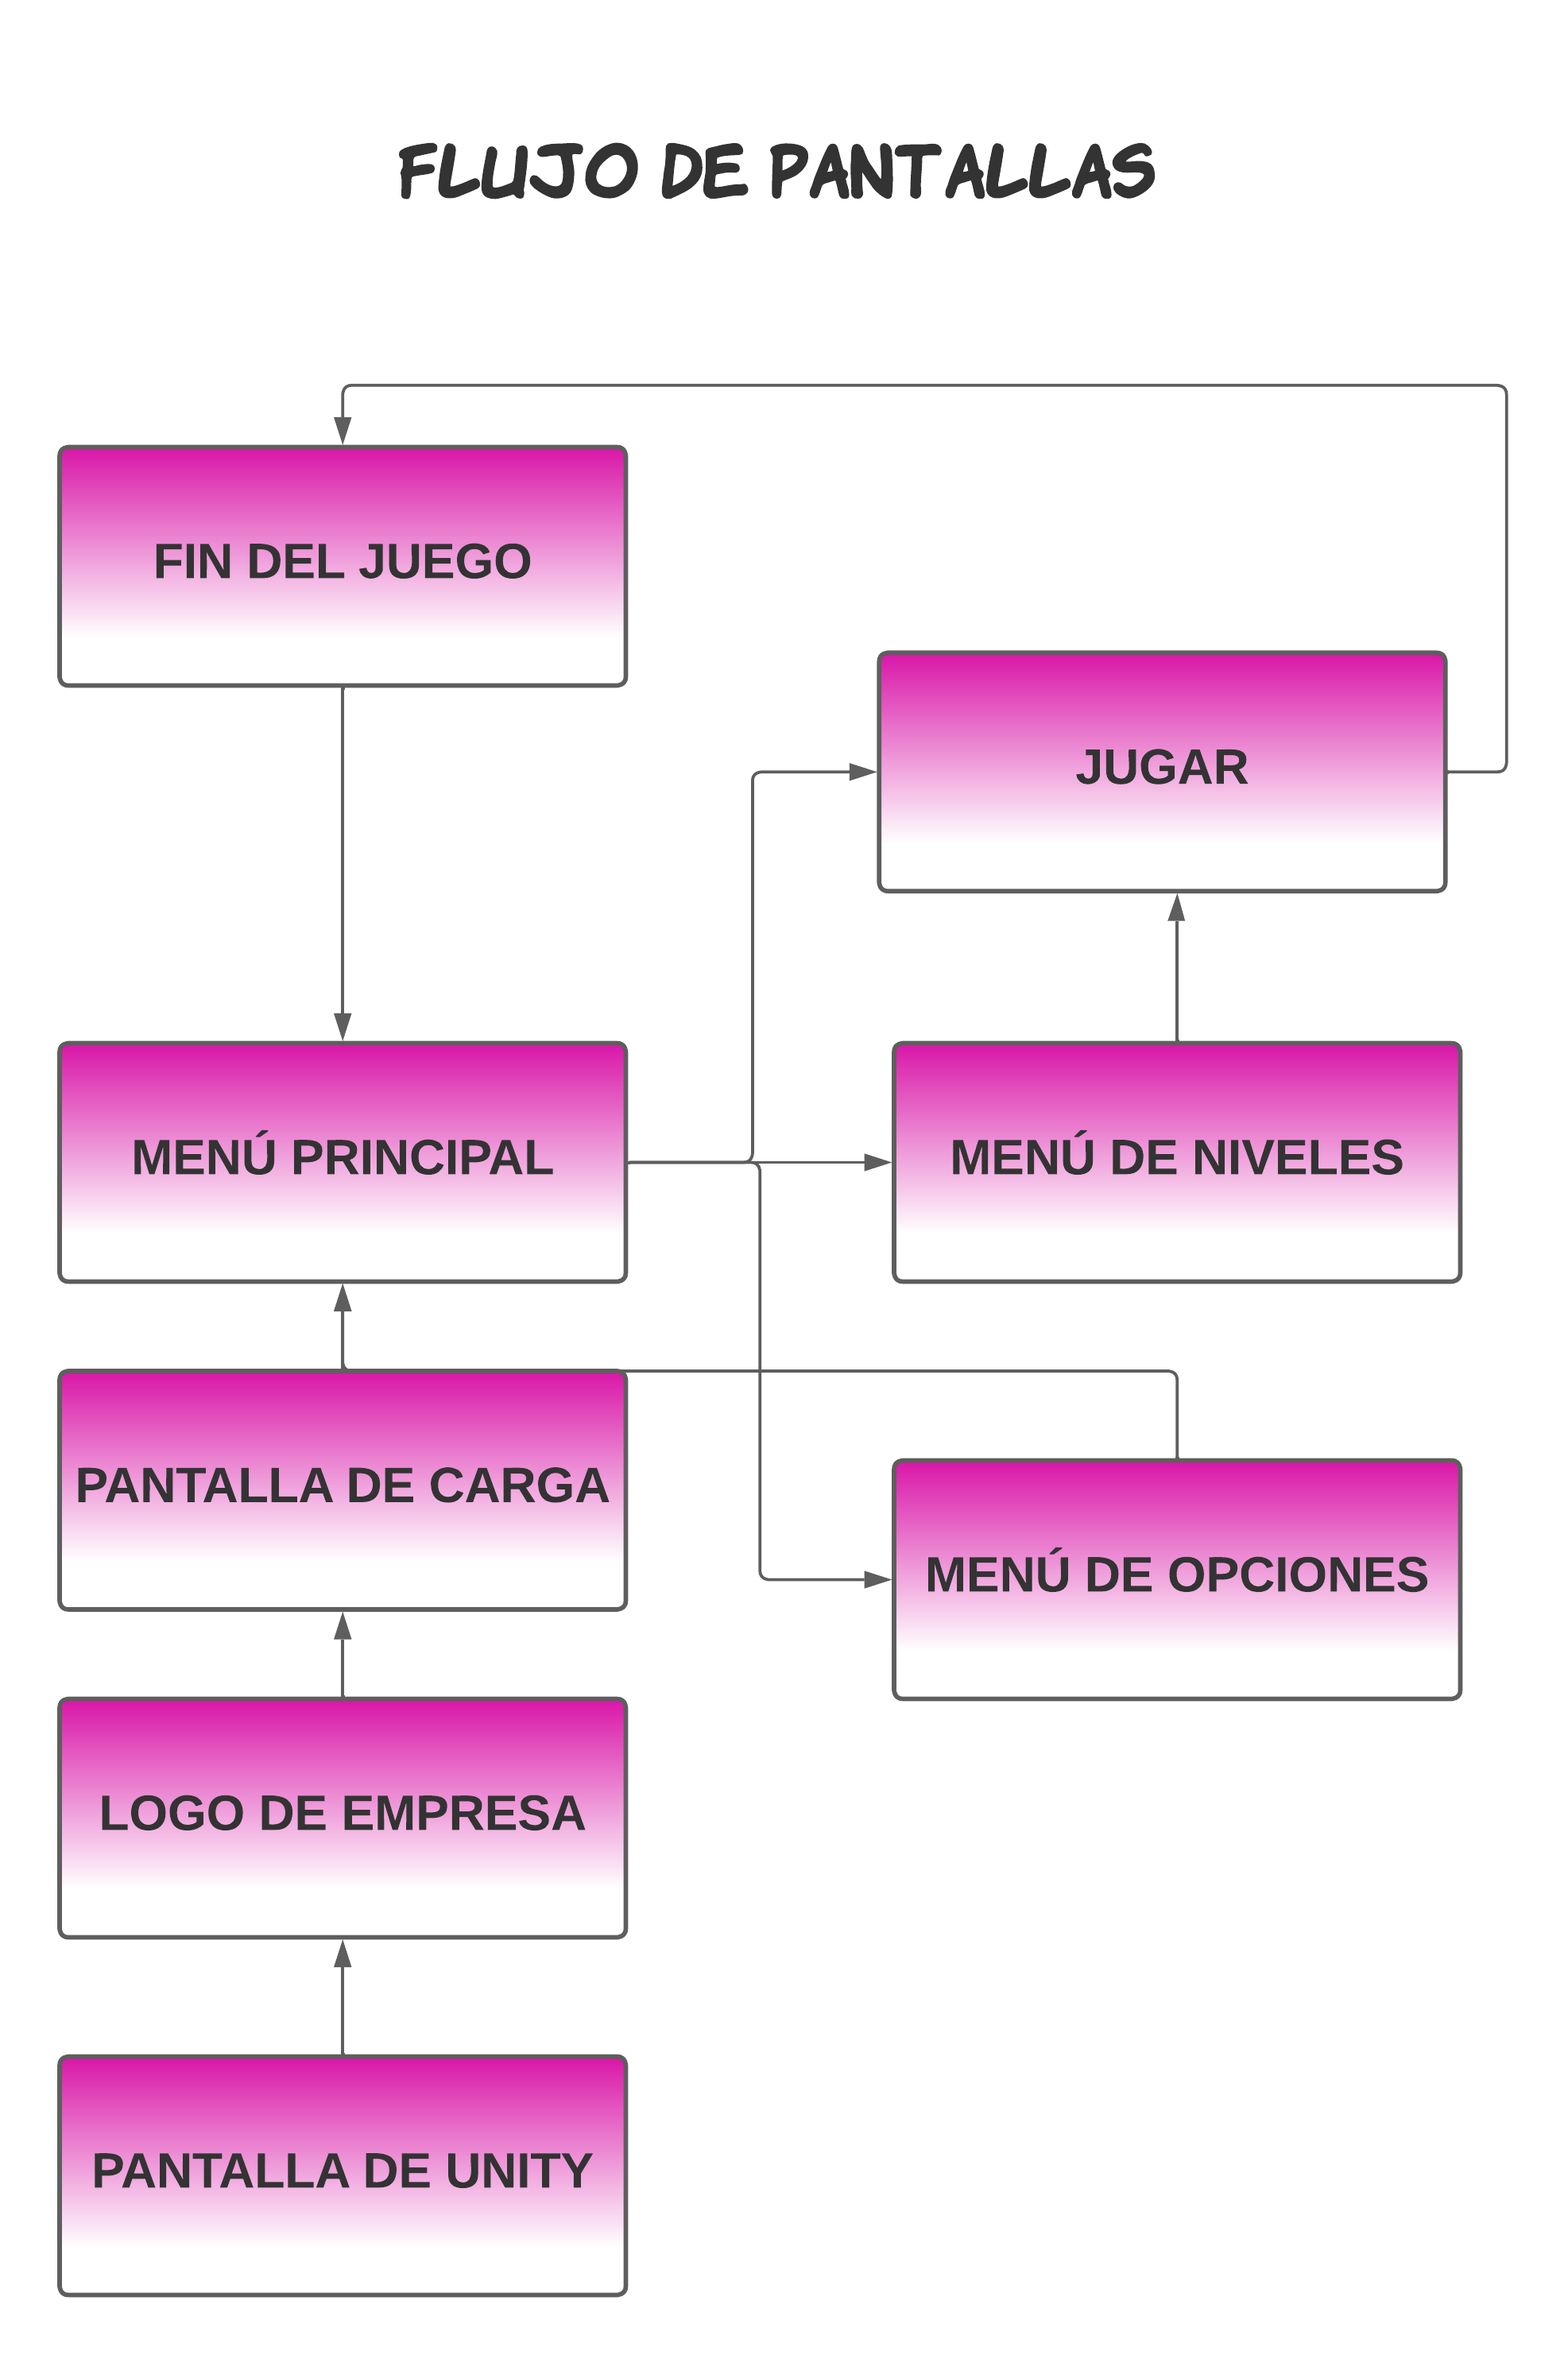 FLUJO DE PANTALLAS
FIN DEL JUEGO
JUGAR
MENÚ PRINCIPAL
MENÚ DE NIVELES
PANTALLA DE CARGA
MENÚ DE OPCIONES
LOGO DE EMPRESA
PANTALLA DE UNITY